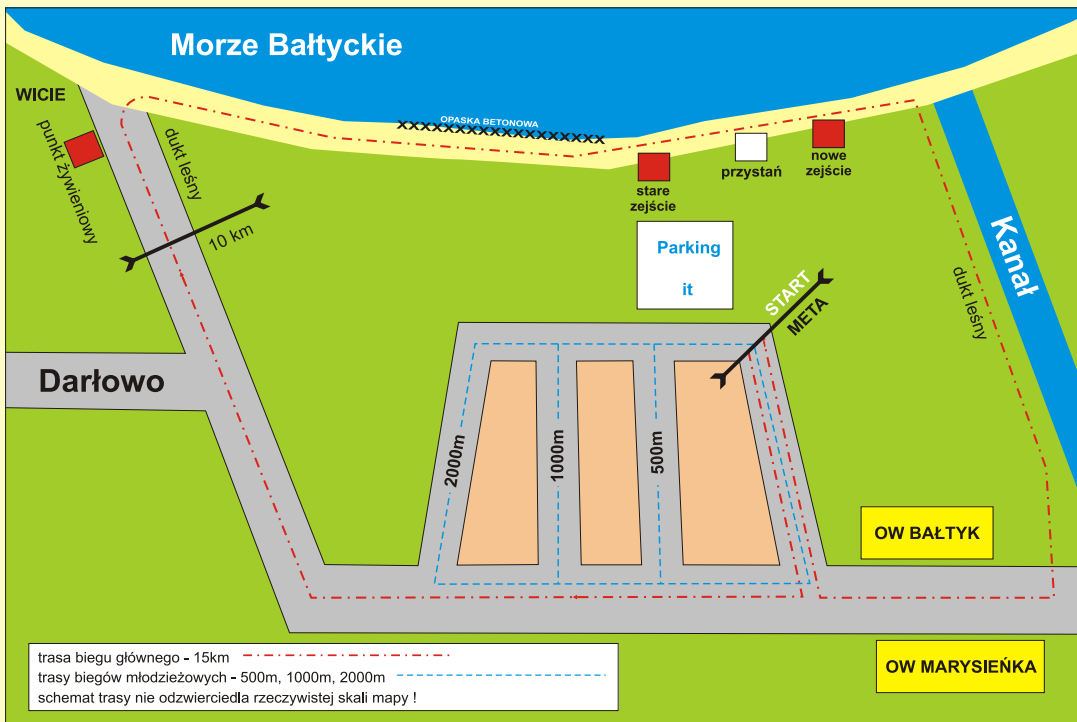 Morze Bałtyckie
WICIE
OPASKA BETONOWA
punkt żywieniowy
dukt leśny
10 km
stare
zejście
przystań
nowe
zejście
Parking
it
START
META
dukt leśny
Kanał
Darłowo
2000m
1000m
500m
OW BAŁTYK
OW MARYSIEŃKA
trasa biegu głównego - 15km
trasy biegów młodzieżowych - 500m, 1000m, 2000m
schemat trasy nie odzwierciedla rzeczywistej skali mapy !